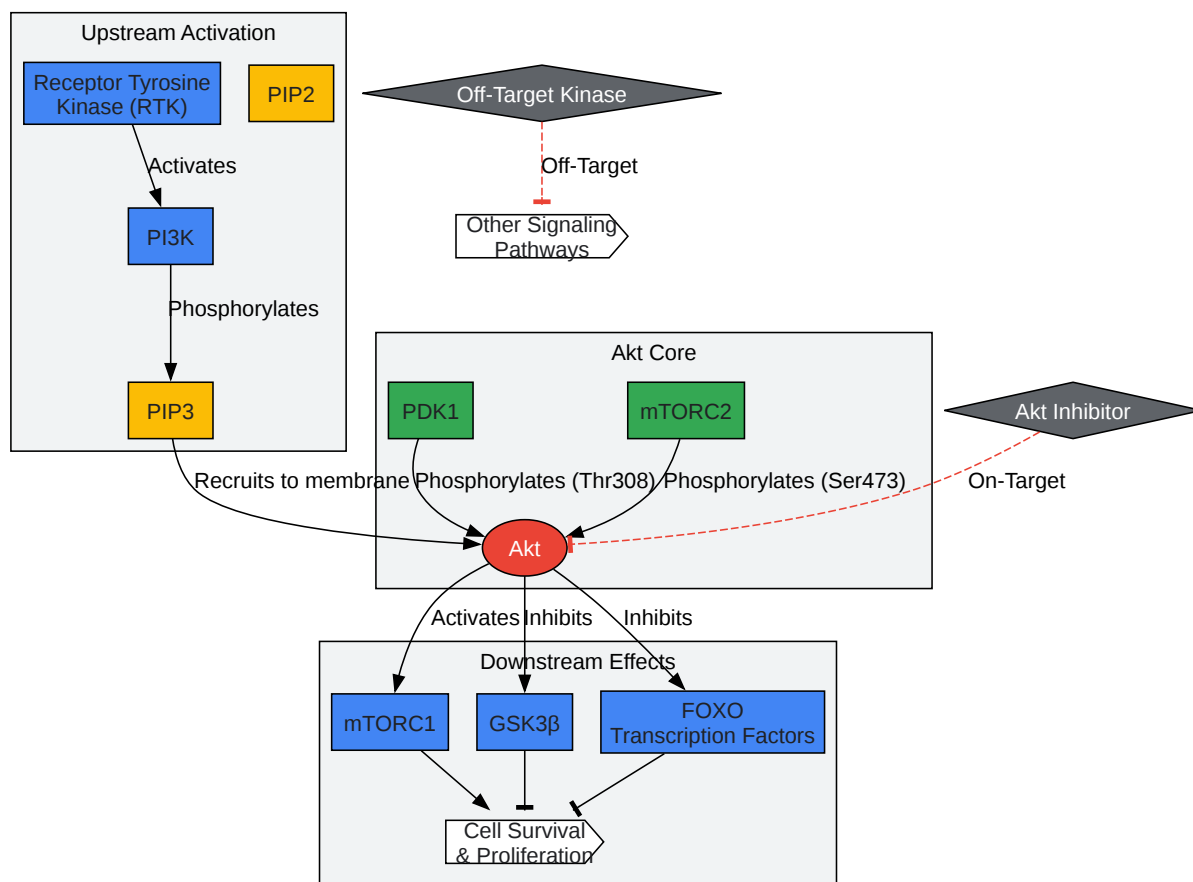 Upstream Activation
Receptor Tyrosine
Kinase (RTK)
PIP2
Off-Target Kinase
Activates
Off-Target
PI3K
Other Signaling
Pathways
Phosphorylates
Akt Core
PIP3
PDK1
mTORC2
Akt Inhibitor
Recruits to membrane
Phosphorylates (Thr308)
Phosphorylates (Ser473)
On-Target
Akt
Activates
Inhibits
Inhibits
Downstream Effects
mTORC1
GSK3β
FOXO
Transcription Factors
Cell Survival
& Proliferation